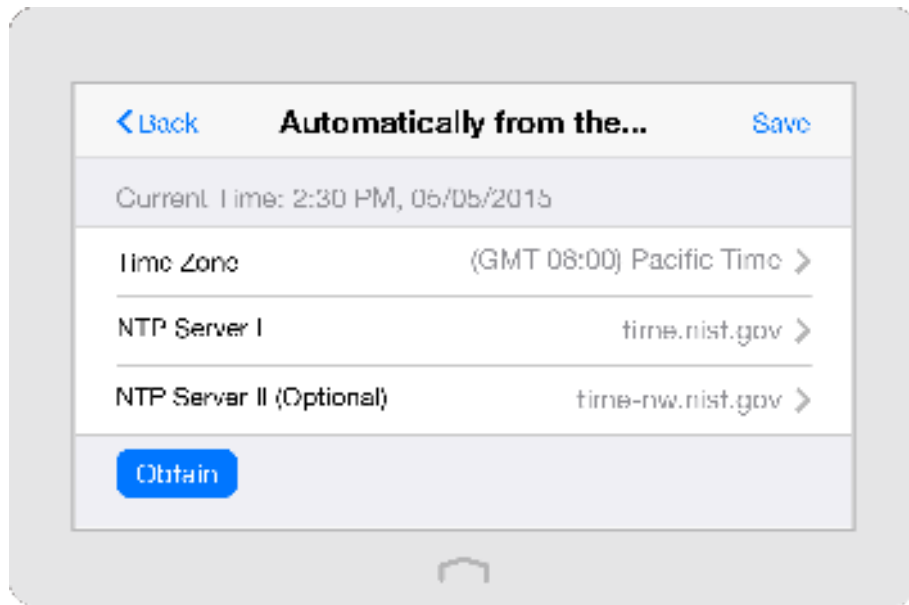 Back Automatically from the... Save
Current Time: 2:30 PM, 05/05/2015
Time Zone (GMT 08:00) Pacific Time
NTP Server I time.nist.gov
NTP Server II (Optional) time-nw.nist.gov
Obtain